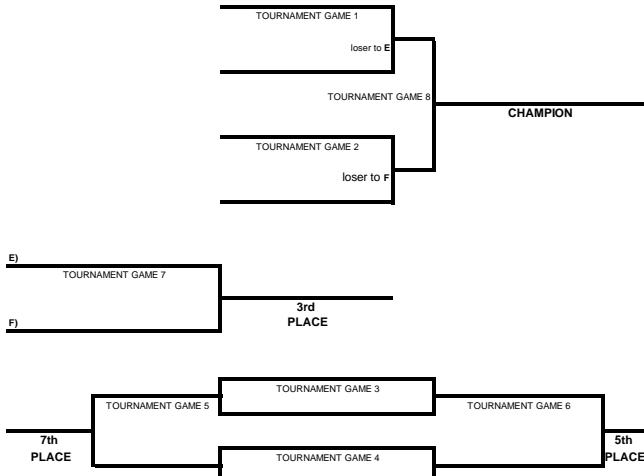 TOURNAMENT GAME 1
loser to E
TOURNAMENT GAME 8
CHAMPION
TOURNAMENT GAME 2
loser to F
E)
TOURNAMENT GAME 7
3rd
PLACE
F)
TOURNAMENT GAME 3
TOURNAMENT GAME 5
TOURNAMENT GAME 6
7th
PLACE
5th
PLACE
TOURNAMENT GAME 4